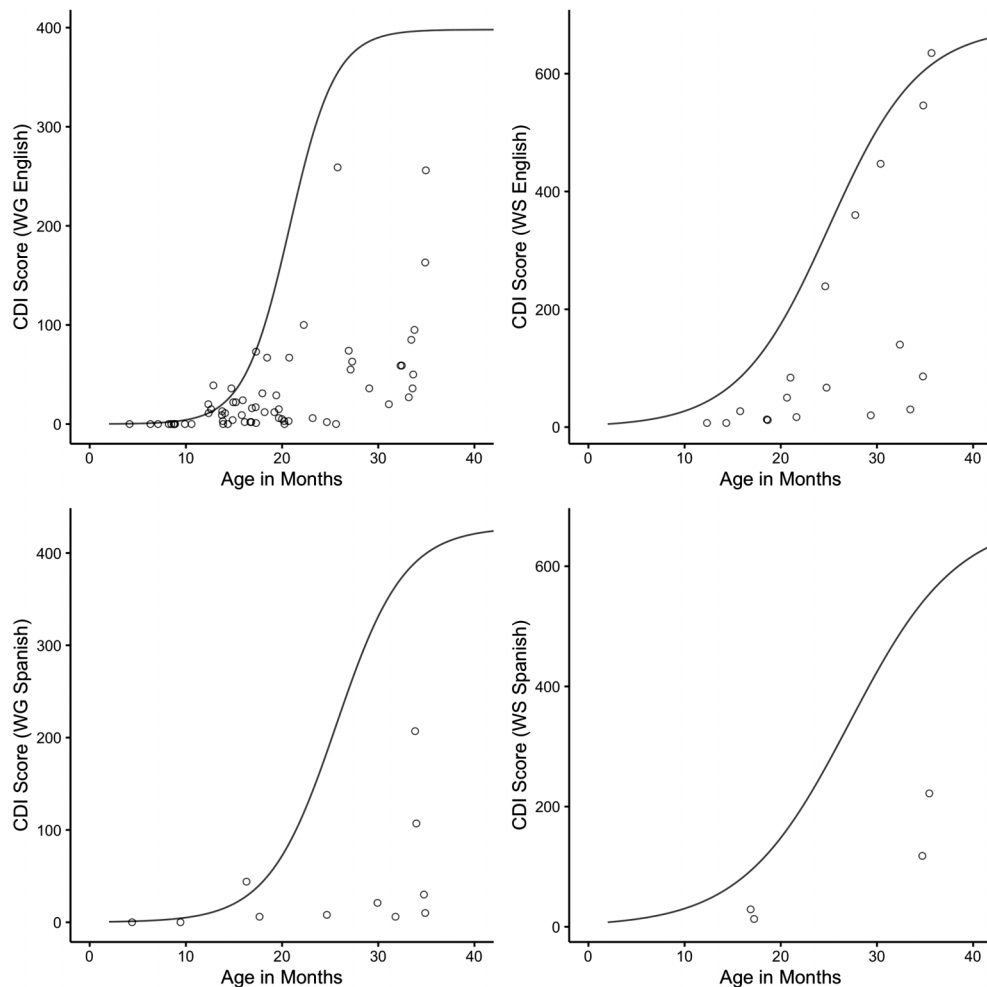 CDI Score (WG English)
400
300
200
100
0
0 10 20 30 40
Age in Months
CDI Score (WS English)
600
400
200
0
0 10 20 30 40
Age in Months
CDI Score (WG Spanish)
400
300
200
100
0
0 10 20 30 40
Age in Months
CDI Score (WS Spanish)
600
400
200
0
0 10 20 30 40
Age in Months